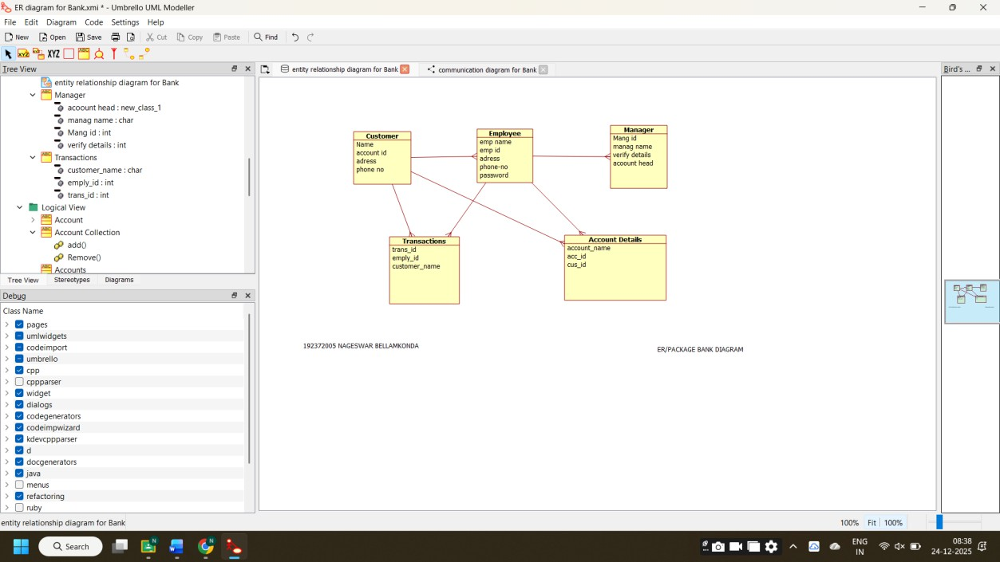 ER diagram for Bank.xmi * - Umbrello UML Modeller
File Edit Diagram Code Settings Help
New Open Save Cut Copy Paste Find
XYZ XYZ ABC
Tree View
entity relationship diagram for Bank
Manager
acoount head : new_class_1
manag name : char
Mang id : int
verify details : int
Transactions
customer_name : char
emply_id : int
trans_id : int
Logical View
Account
Account Collection
add()
Remove()
Accounts
Tree View Stereotypes Diagrams
Debug
Class Name
pages
umlwidgets
codeimport
umbrello
cpp
cppparser
widget
dialogs
codegenerators
codeimpwizard
kdevcppparser
d
docgenerators
java
menus
refactoring
ruby
entity relationship diagram for Bank
communication diagram for Bank
Customer
Name
account id
adress
phone no
Employee
emp name
emp id
adress
phone-no
password
Manager
Mang id
manag name
verify details
acoount head
Transactions
trans_id
emply_id
customer_name
Account Details
account_name
acc_id
cus_id
192372005 NAGESWAR BELLAMKONDA
ER/PACKAGE BANK DIAGRAM
Bird's ...
entity relationship diagram for Bank
100% Fit 100%
Search
ENG
IN
08:38
24-12-2025